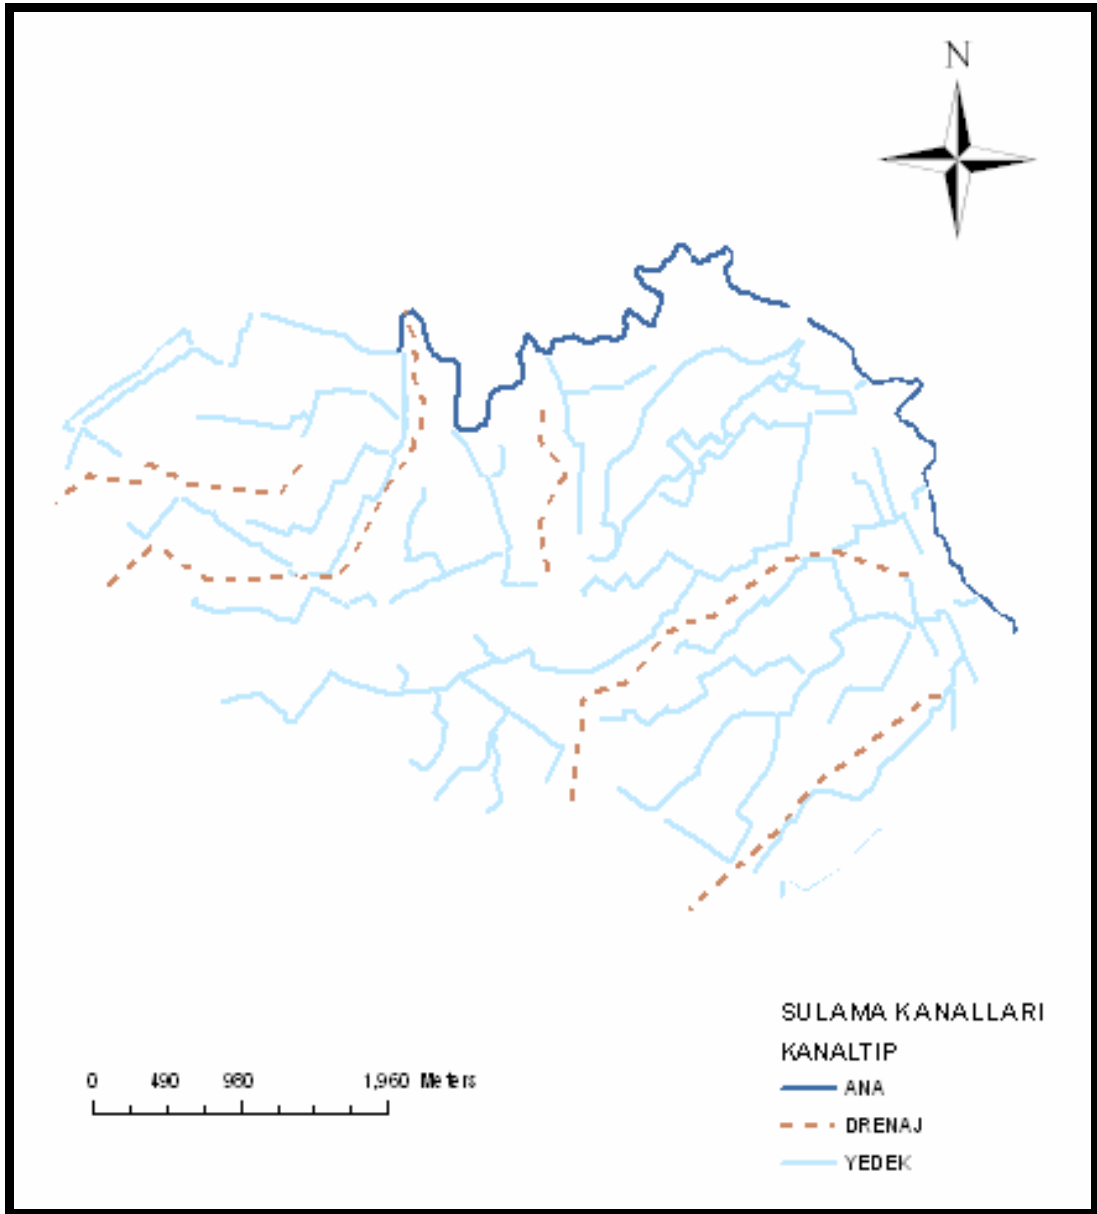 N
0 490 980 1,960 Meters
SULAMA KANALLARI
KANALTIP
ANA
DRENAJ
YEDEK